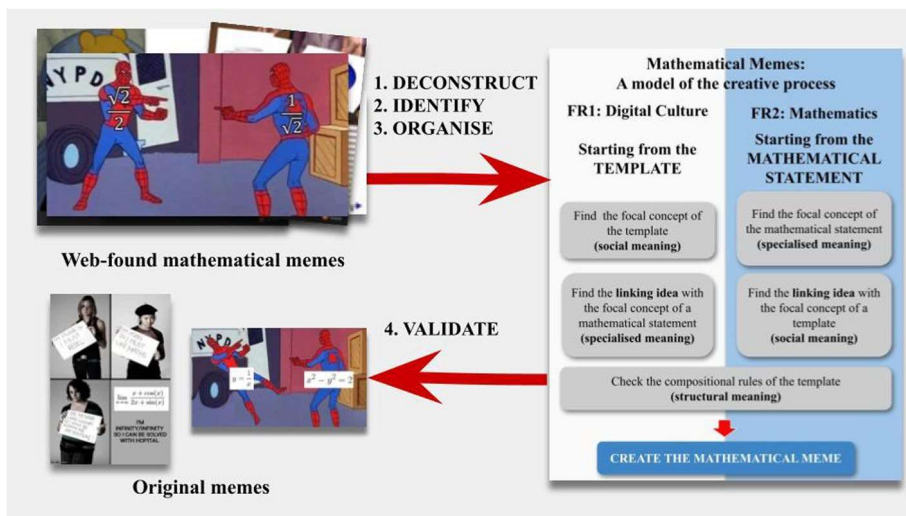 NYPD
√2
2
1
√2
Web-found mathematical memes
1. DECONSTRUCT
2. IDENTIFY
3. ORGANISE
Mathematical Memes:
A model of the creative process
FR1: Digital Culture
Starting from the
TEMPLATE
FR2: Mathematics
Starting from the
MATHEMATICAL
STATEMENT
Find the focal concept of
the template
(social meaning)
Find the focal concept of
the mathematical statement
(specialised meaning)
Find the linking idea with
the focal concept of a
mathematical statement
(specialised meaning)
Find the linking idea with
the focal concept of a
template
(social meaning)
Check the compositional rules of the template
(structural meaning)
CREATE THE MATHEMATICAL MEME
4. VALIDATE
lim x + cos(x)
2x + sin(x)
I'M
INFINITY/INFINITY
SO I CAN BE SOLVED
WITH HOPITAL
NYPD
y = 1/x
x² − y² = 2
Original memes